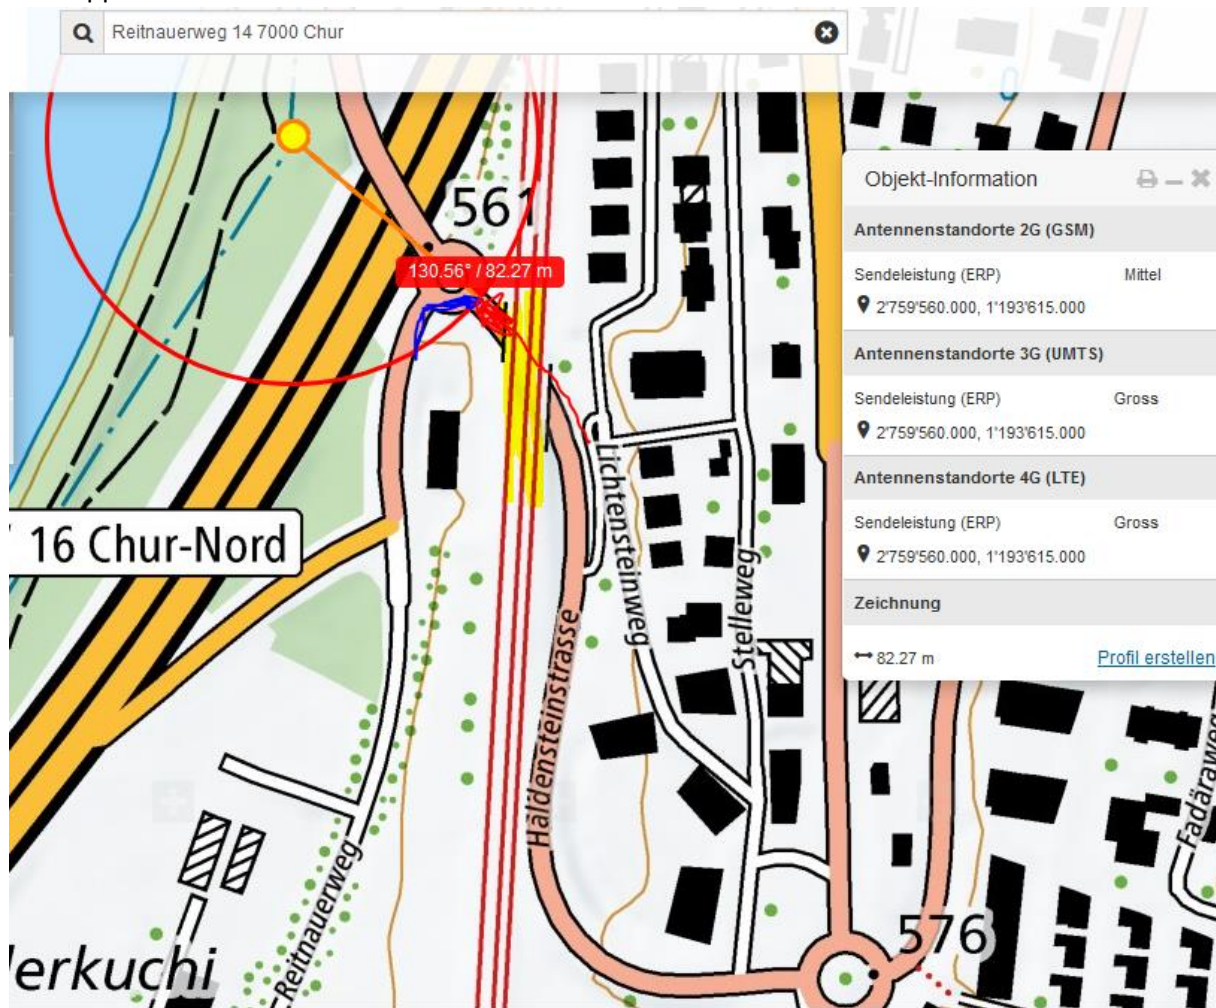 Reitnauerweg 14 7000 Chur
561
130.56° / 82.27 m
16 Chur-Nord
Lichtensteinweg
Stelleweg
Haldensteinstrasse
Reitnauerweg
erkuchi
576
Fadäraweg
Objekt-Information
Antennenstandorte 2G (GSM)
Sendeleistung (ERP) Mittel
2'759'560.000, 1'193'615.000
Antennenstandorte 3G (UMTS)
Sendeleistung (ERP) Gross
2'759'560.000, 1'193'615.000
Antennenstandorte 4G (LTE)
Sendeleistung (ERP) Gross
2'759'560.000, 1'193'615.000
Zeichnung
82.27 m Profil erstellen